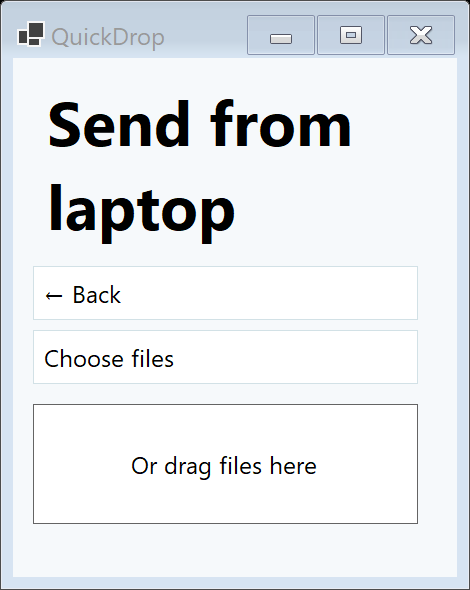 QuickDrop
Send from
laptop
← Back
Choose files
Or drag files here